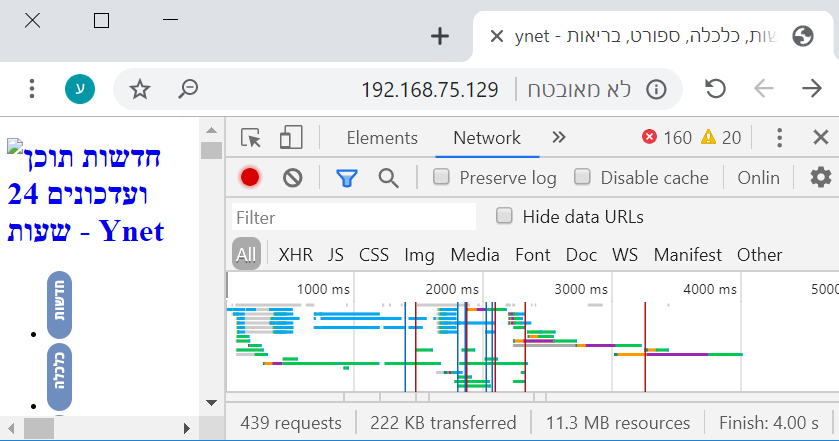 ynet - שות, כלכלה, ספורט, בריאות
192.168.75.129 לא מאובטח
ע
חדשות תוכן
ועדכונים 24
שעות - Ynet
חדשות
כלכלה
Elements Network 160 20
Preserve log Disable cache Onlin
Filter Hide data URLs
All XHR JS CSS Img Media Font Doc WS Manifest Other
1000 ms 2000 ms 3000 ms 4000 ms 5000
439 requests 222 KB transferred 11.3 MB resources Finish: 4.00 s